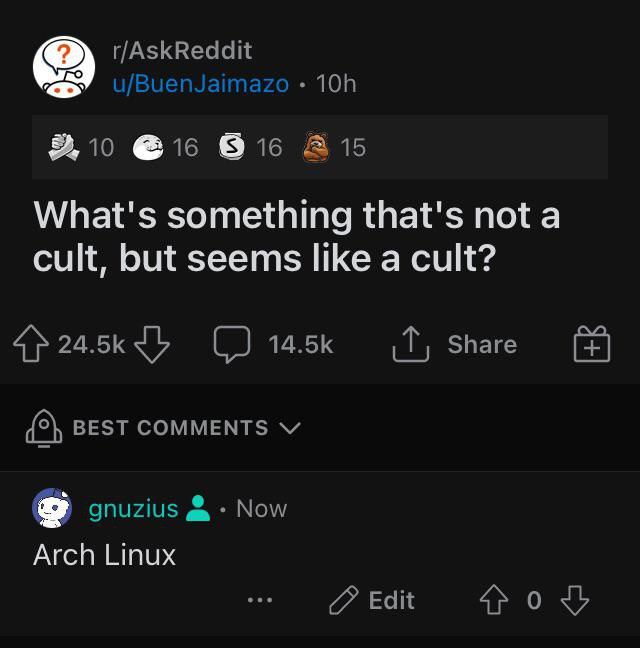 r/AskReddit
u/BuenJaimazo • 10h
10 16 S 16 15
What's something that's not a
cult, but seems like a cult?
24.5k 14.5k Share
BEST COMMENTS
gnuzius • Now
Arch Linux
... Edit 0